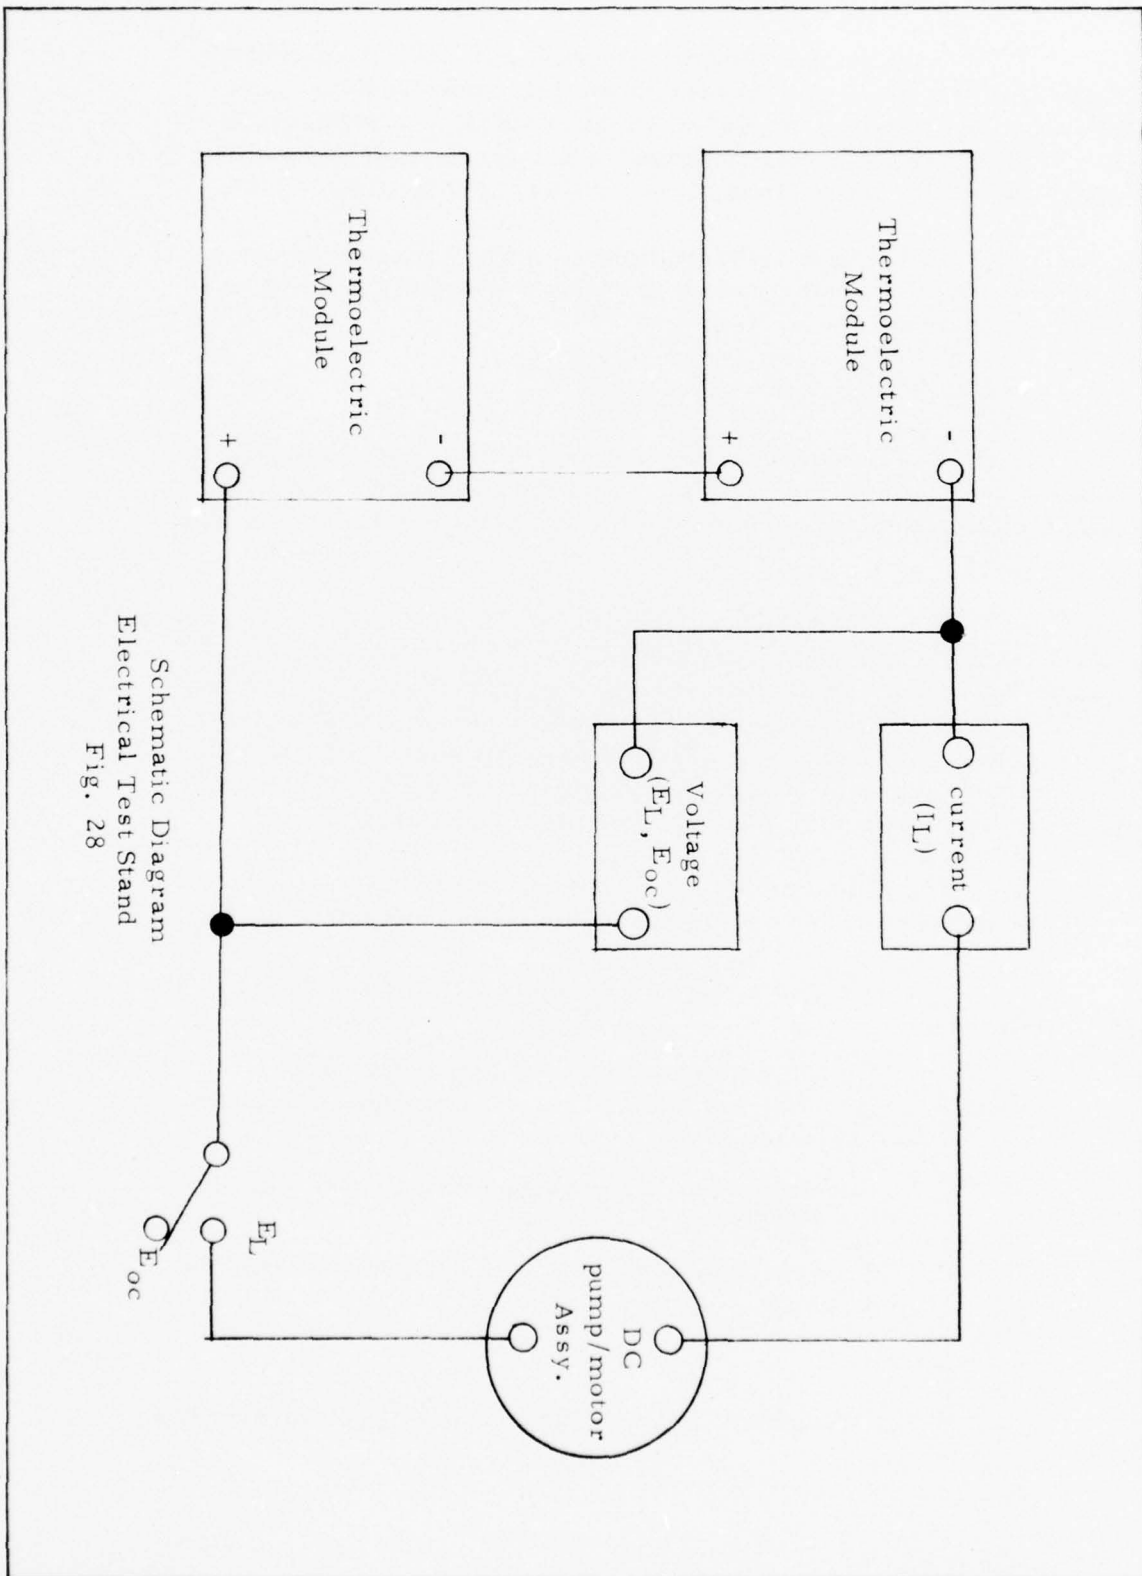 Thermoelectric
Module
-
+
Thermoelectric
Module
-
+
current
(IL)
Voltage
(EL, Eoc)
DC
pump/motor
Assy.
EL
Eoc
Schematic Diagram
Electrical Test Stand
Fig. 28